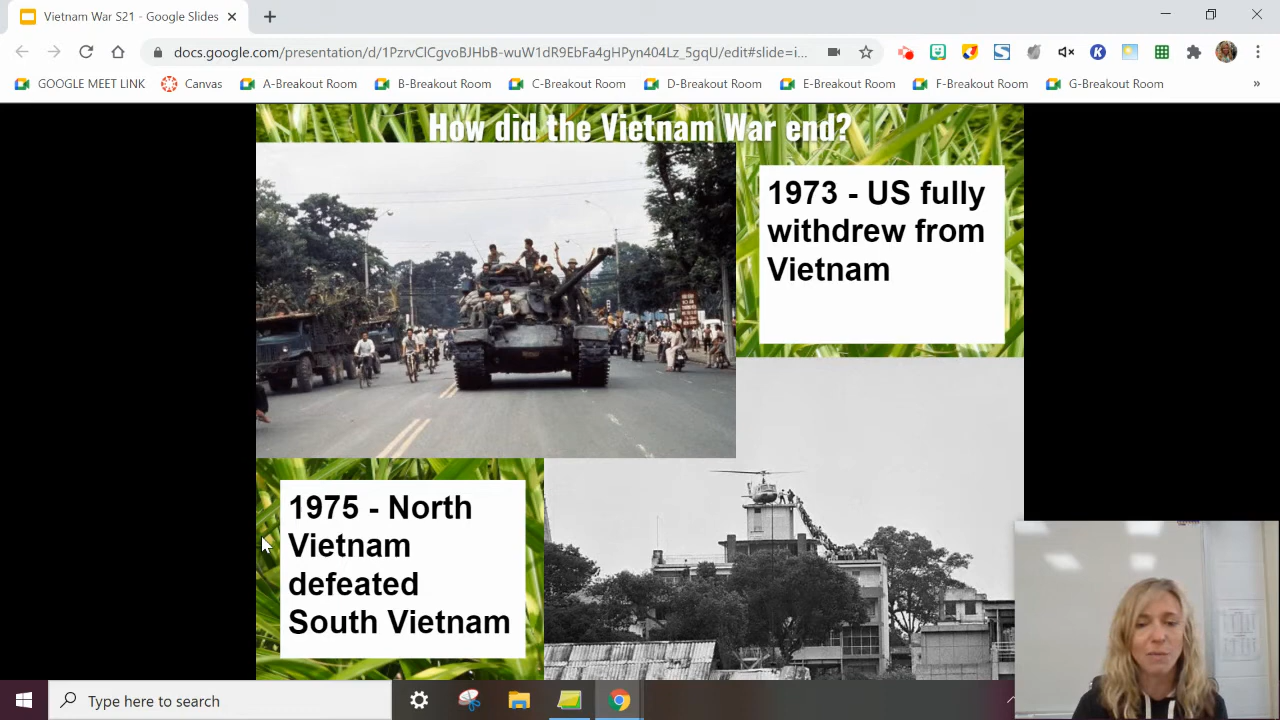 Vietnam War S21 - Google Slides
docs.google.com/presentation/d/1PzrvClCgvoBJHbB-wuW1dR9EbFa4gHPyn404Lz_5gqU/edit#slide=i...
GOOGLE MEET LINK
Canvas
A-Breakout Room
B-Breakout Room
C-Breakout Room
D-Breakout Room
E-Breakout Room
F-Breakout Room
G-Breakout Room
How did the Vietnam War end?
1973 - US fully
withdrew from
Vietnam
1975 - North
Vietnam
defeated
South Vietnam
Type here to search